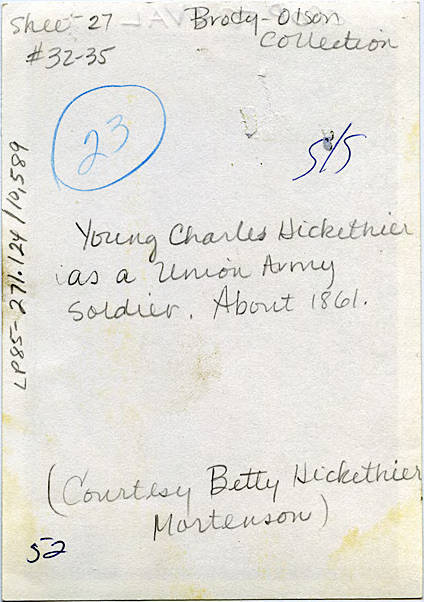 Sheet 27
#32-35
Brody-Olson
Collection
23
5/5
LP85-271.124/10,589
Young Charles Hickethier
as a Union Army
Soldier. About 1861.
(Courtesy Betty Hickethier
Mortenson)
52